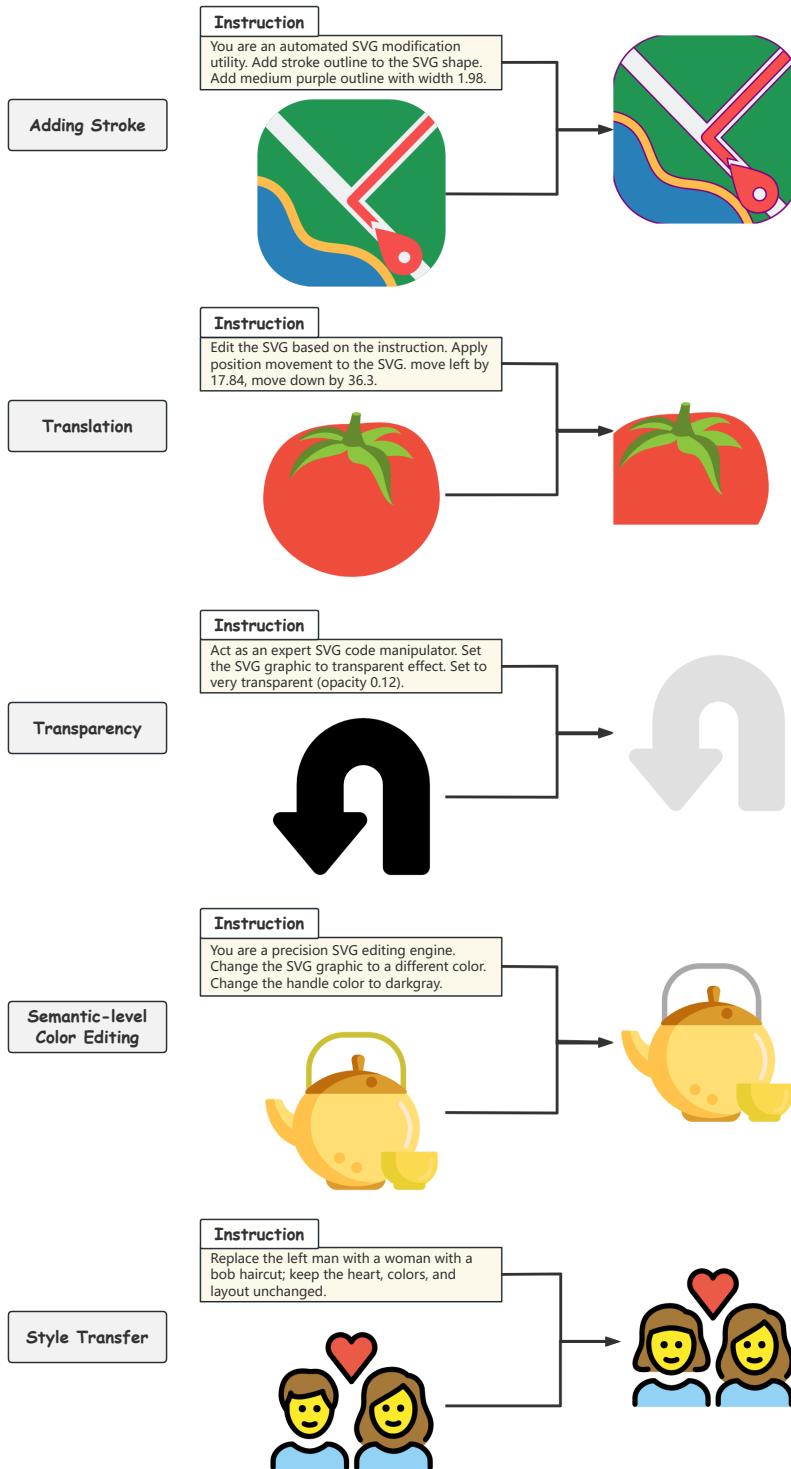 Instruction
You are an automated SVG modification
utility. Add stroke outline to the SVG shape.
Add medium purple outline with width 1.98.
Adding Stroke
Instruction
Edit the SVG based on the instruction. Apply
position movement to the SVG. move left by
17.84, move down by 36.3.
Translation
Instruction
Act as an expert SVG code manipulator. Set
the SVG graphic to transparent effect. Set to
very transparent (opacity 0.12).
Transparency
Instruction
You are a precision SVG editing engine.
Change the SVG graphic to a different color.
Change the handle color to darkgray.
Semantic-level
Color Editing
Instruction
Replace the left man with a woman with a
bob haircut; keep the heart, colors, and
layout unchanged.
Style Transfer